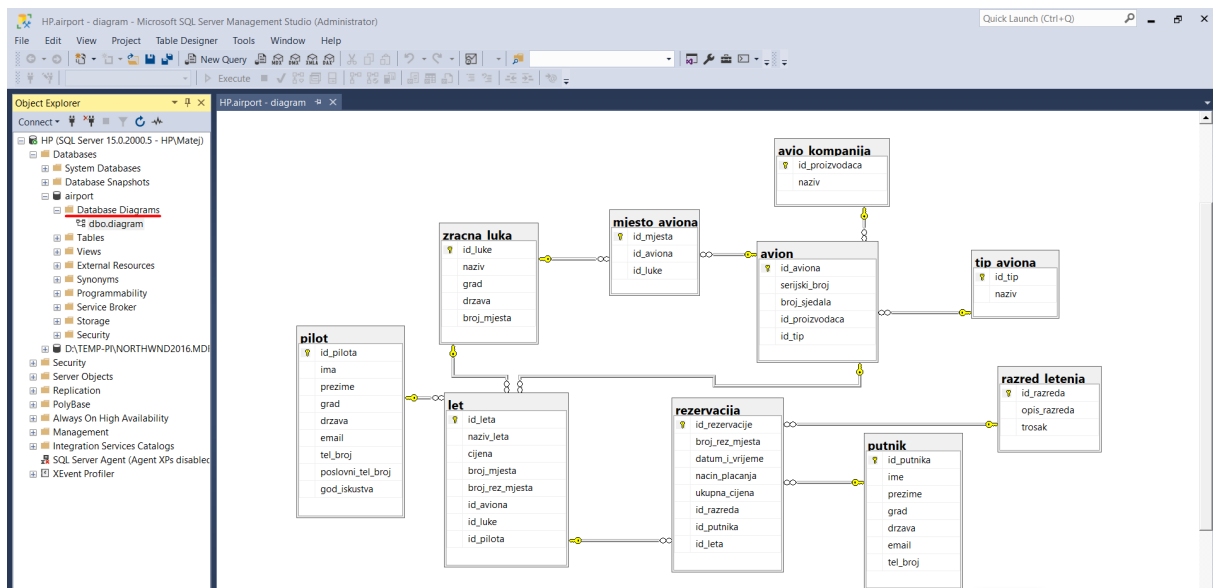 HP.airport - diagram - Microsoft SQL Server Management Studio (Administrator)
Quick Launch (Ctrl+Q)
File Edit View Project Table Designer Tools Window Help
New Query
Execute
Object Explorer
HP.airport - diagram
Connect
HP (SQL Server 15.0.2000.5 - HP\Matej)
Databases
System Databases
Database Snapshots
airport
Database Diagrams
dbo.diagram
Tables
Views
External Resources
Synonyms
Programmability
Service Broker
Storage
Security
D:\TEMP-PI\NORTHWND2016.MDI
Security
Server Objects
Replication
PolyBase
Always On High Availability
Management
Integration Services Catalogs
SQL Server Agent (Agent XPs disablec
XEvent Profiler
avio_kompanija
id_proizvodaca
naziv
mjesto_aviona
id_mjesta
id_aviona
id_luke
zracna_luka
id_luke
naziv
grad
drzava
broj_mjesta
avion
id_aviona
serijski_broj
broj_sjedala
id_proizvodaca
id_tip
tip_aviona
id_tip
naziv
pilot
id_pilota
ima
prezime
grad
drzava
email
tel_broj
poslovni_tel_broj
god_iskustva
let
id_leta
naziv_leta
cijena
broj_mjesta
broj_rez_mjesta
id_aviona
id_luke
id_pilota
rezervacija
id_rezervacije
broj_rez_mjesta
datum_i_vrijeme
nacin_placanja
ukupna_cijena
id_razreda
id_putnika
id_leta
razred_letenja
id_razreda
opis_razreda
trosak
putnik
id_putnika
ime
prezime
grad
drzava
email
tel_broj